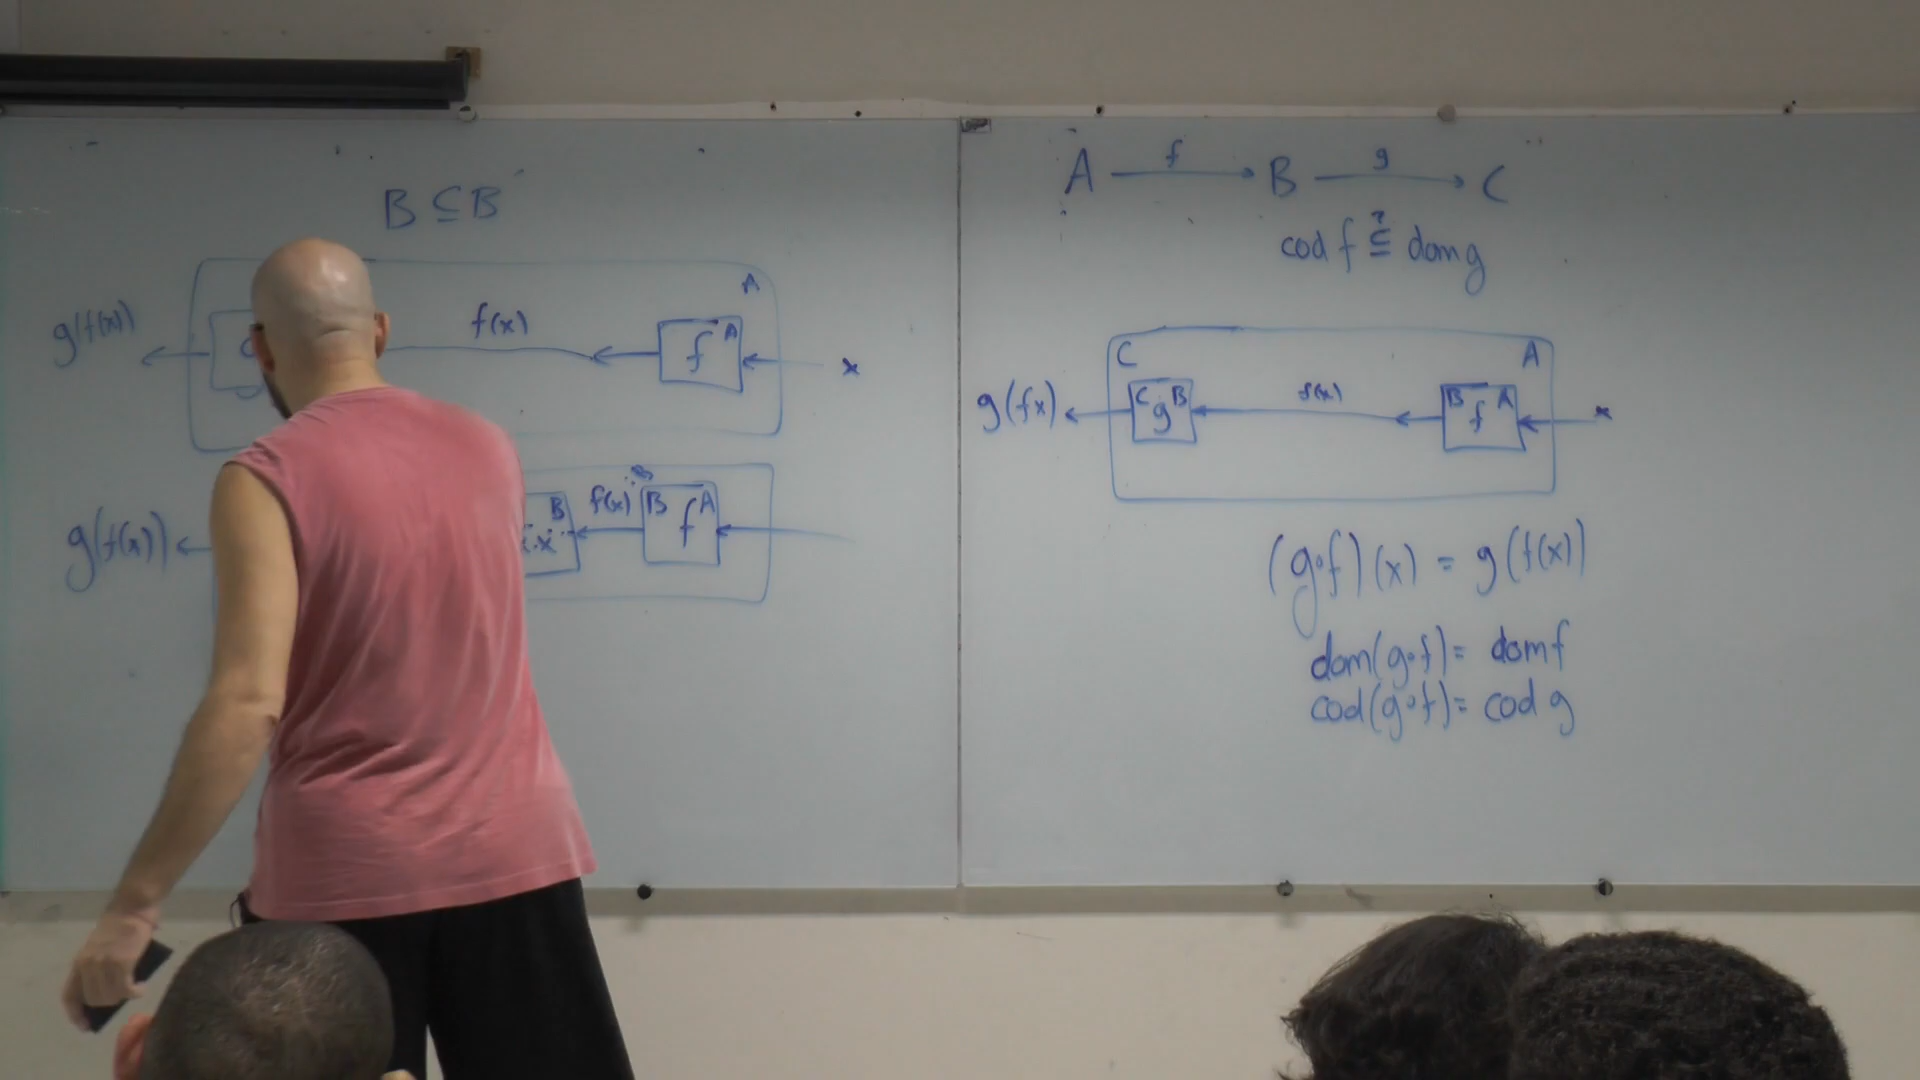 B ⊆ B'
A
g(f(x)) f(x) f A x
g(f(x)) B f(x) : B B f A
A f B g C
cod f ?⊆ dom g
C A
g(fx) C g B f(x) B f A x
(g∘f)(x) = g(f(x))
dom(g∘f) = dom f
cod(g∘f) = cod g